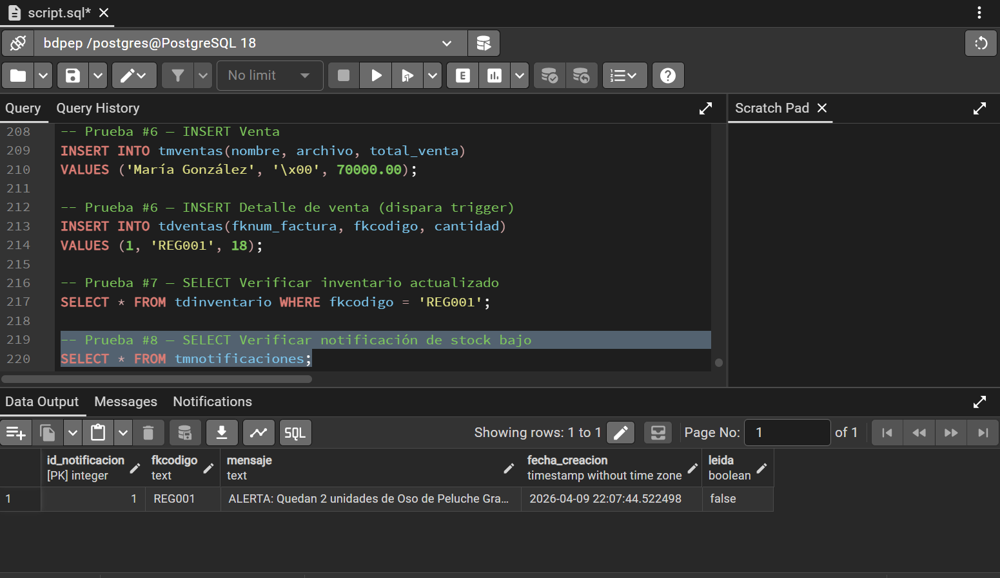 script.sql*
bdpep /postgres@PostgreSQL 18
No limit
E
Query Query History
Scratch Pad
208 -- Prueba #6 — INSERT Venta
209 INSERT INTO tmventas(nombre, archivo, total_venta)
210 VALUES ('María González', '\x00', 70000.00);
211
212 -- Prueba #6 — INSERT Detalle de venta (dispara trigger)
213 INSERT INTO tdventas(fknum_factura, fkcodigo, cantidad)
214 VALUES (1, 'REG001', 18);
215
216 -- Prueba #7 — SELECT Verificar inventario actualizado
217 SELECT * FROM tdinventario WHERE fkcodigo = 'REG001';
218
219 -- Prueba #8 — SELECT Verificar notificación de stock bajo
220 SELECT * FROM tmnotificaciones;
Data Output Messages Notifications
SQL Showing rows: 1 to 1 Page No: 1 of 1
id_notificacion fkcodigo mensaje fecha_creacion leida
[PK] integer text text timestamp without time zone boolean
1 1 REG001 ALERTA: Quedan 2 unidades de Oso de Peluche Gra... 2026-04-09 22:07:44.522498 false